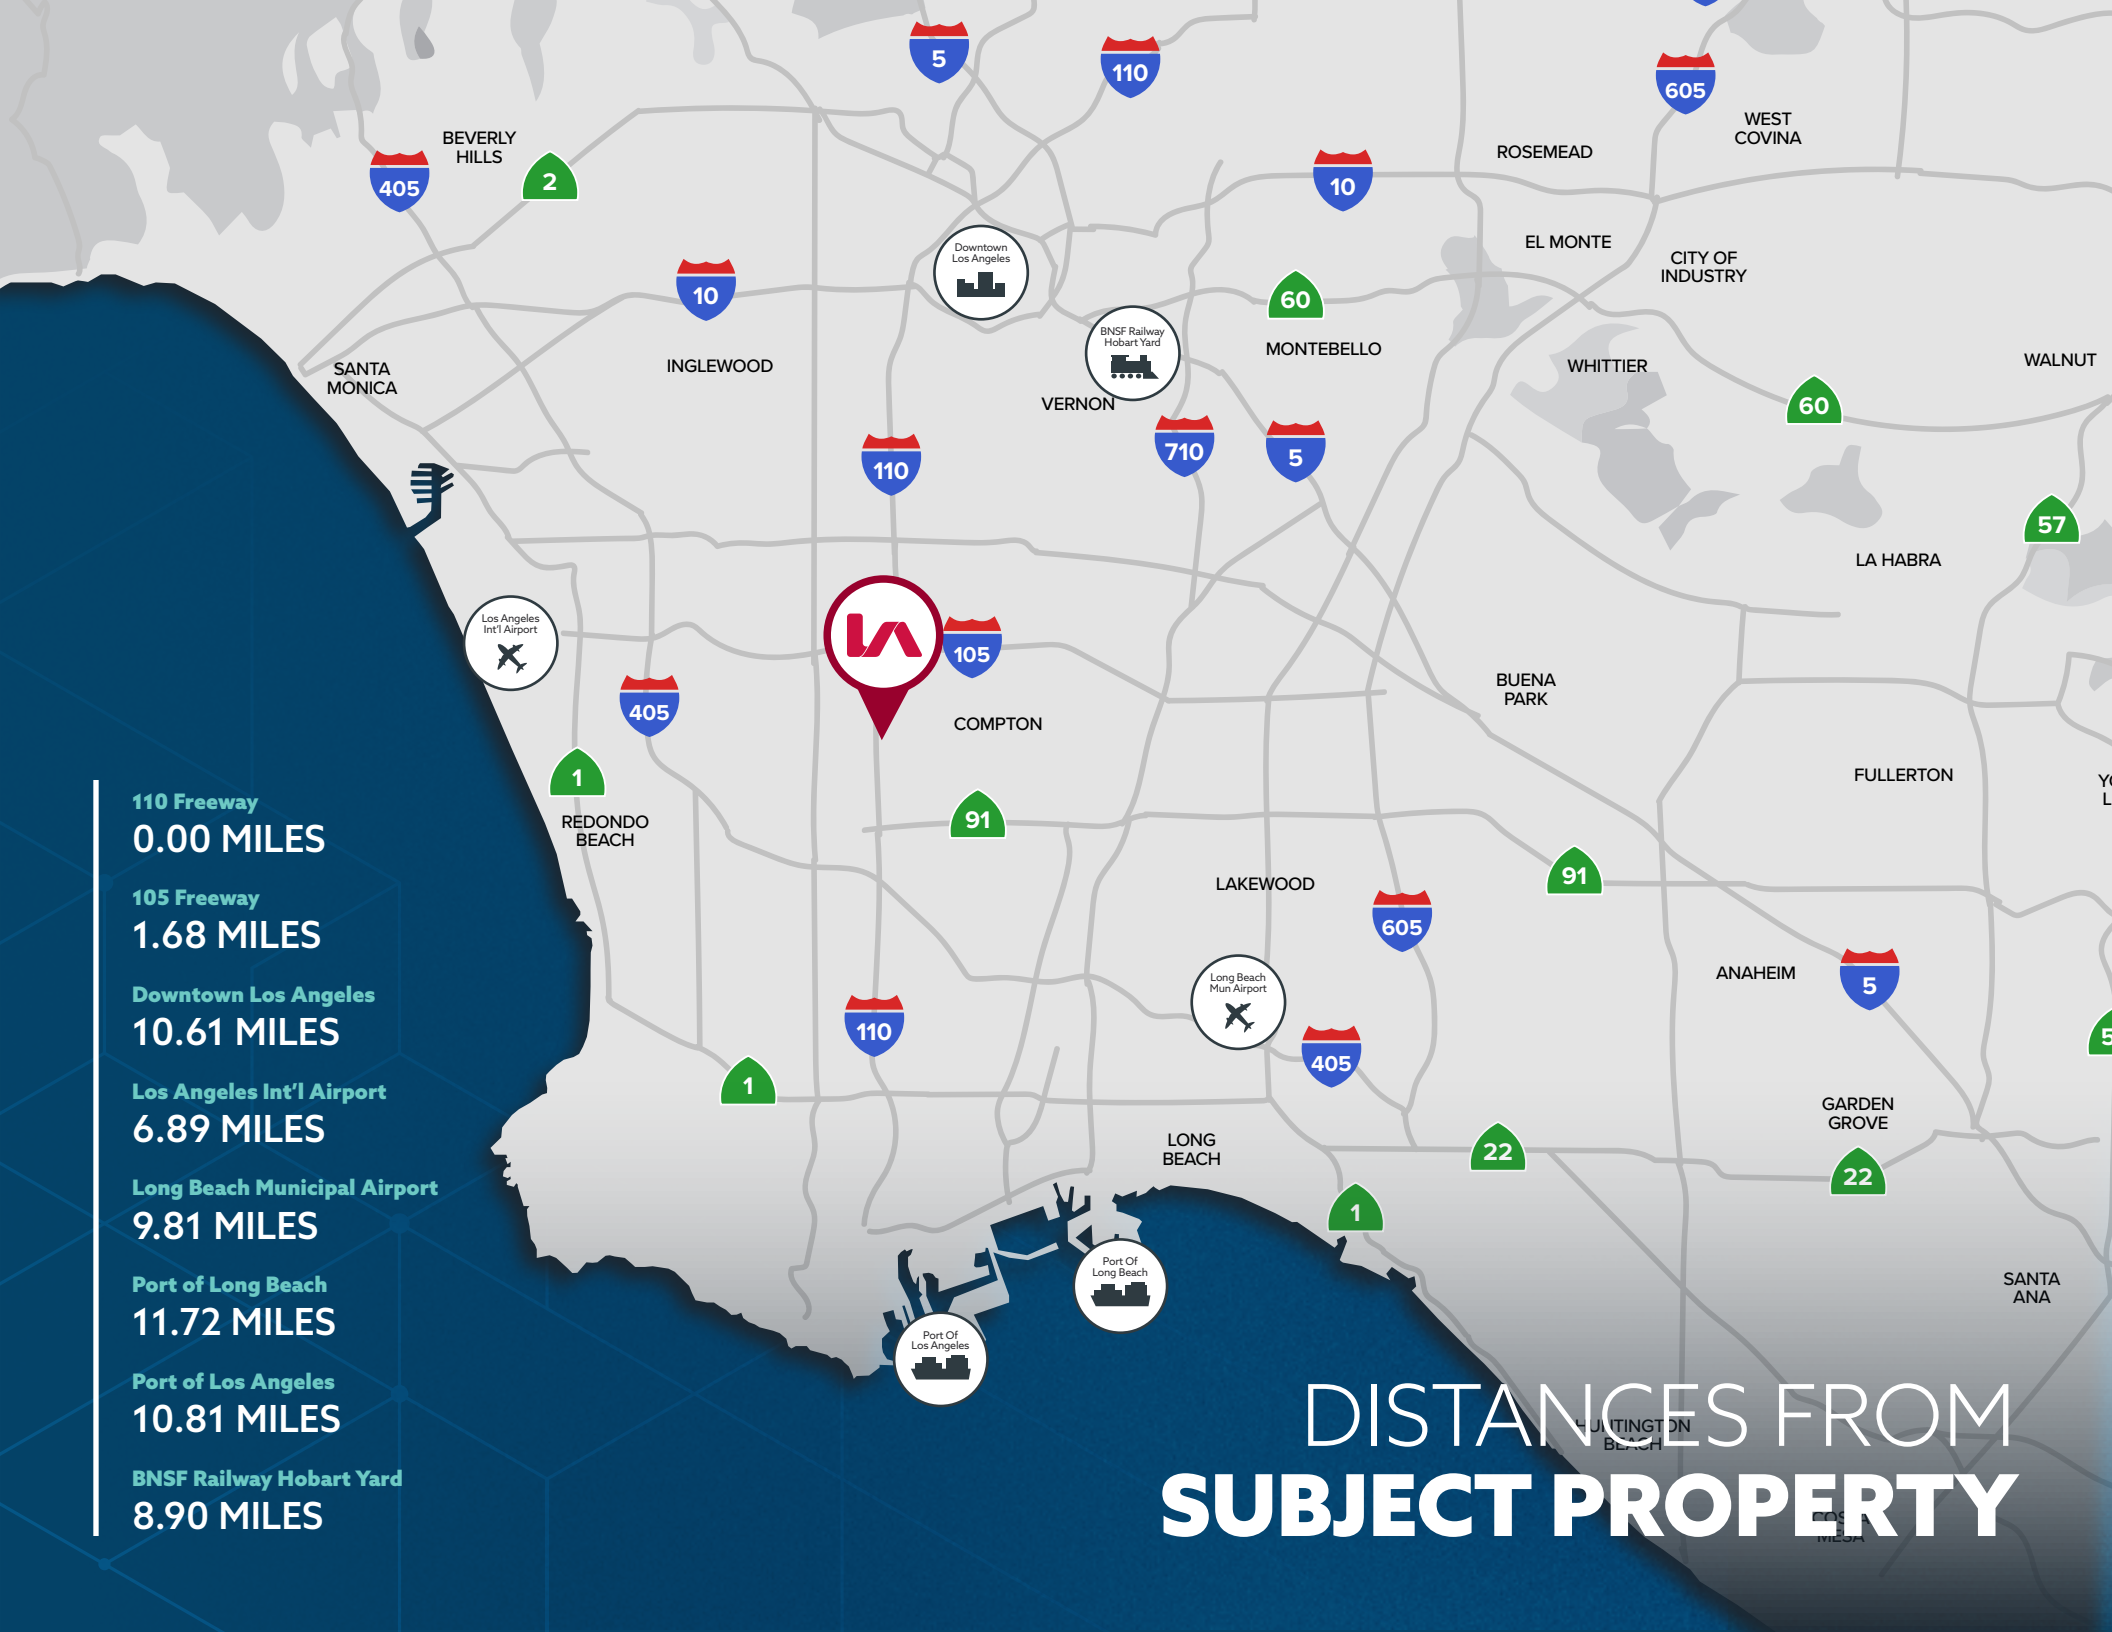 5
110
605
WEST
COVINA
BEVERLY
HILLS
ROSEMEAD
405
2
10
EL MONTE
CITY OF
INDUSTRY
Downtown
Los Angeles
10
60
BNSF Railway
Hobart Yard
MONTEBELLO
WHITTIER
WALNUT
SANTA
MONICA
INGLEWOOD
VERNON
60
110
710
5
57
LA HABRA
Los Angeles
Int'l Airport
LA
105
405
COMPTON
BUENA
PARK
1
FULLERTON
YO
L
REDONDO
BEACH
91
LAKEWOOD
91
605
ANAHEIM
5
Long Beach
Mun Airport
110
405
5
1
GARDEN
GROVE
LONG
BEACH
22
22
1
Port Of
Long Beach
SANTA
ANA
Port Of
Los Angeles
HUNTINGTON
BEACH
COSTA
MESA
110 Freeway
0.00 MILES
105 Freeway
1.68 MILES
Downtown Los Angeles
10.61 MILES
Los Angeles Int'l Airport
6.89 MILES
Long Beach Municipal Airport
9.81 MILES
Port of Long Beach
11.72 MILES
Port of Los Angeles
10.81 MILES
BNSF Railway Hobart Yard
8.90 MILES
DISTANCES FROM
SUBJECT PROPERTY